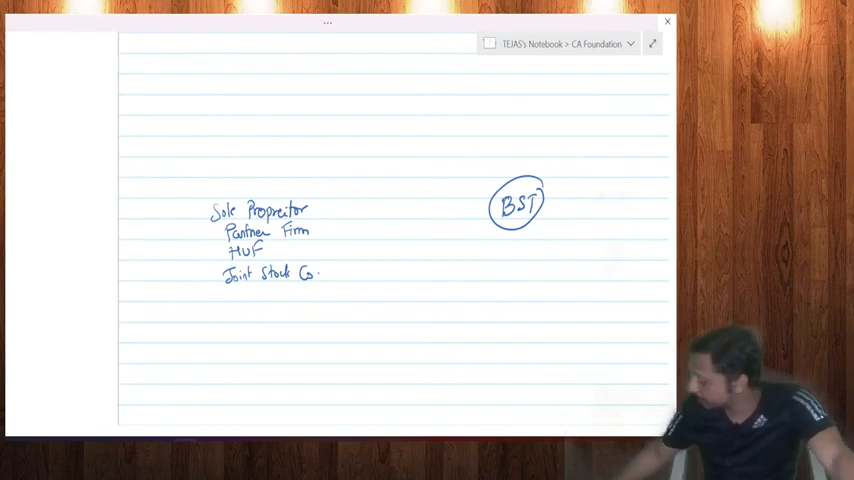 TEJAS's Notebook > CA Foundation
Sole Propreitor
BST
Partner Firm
HUF
Joint Stock Co.